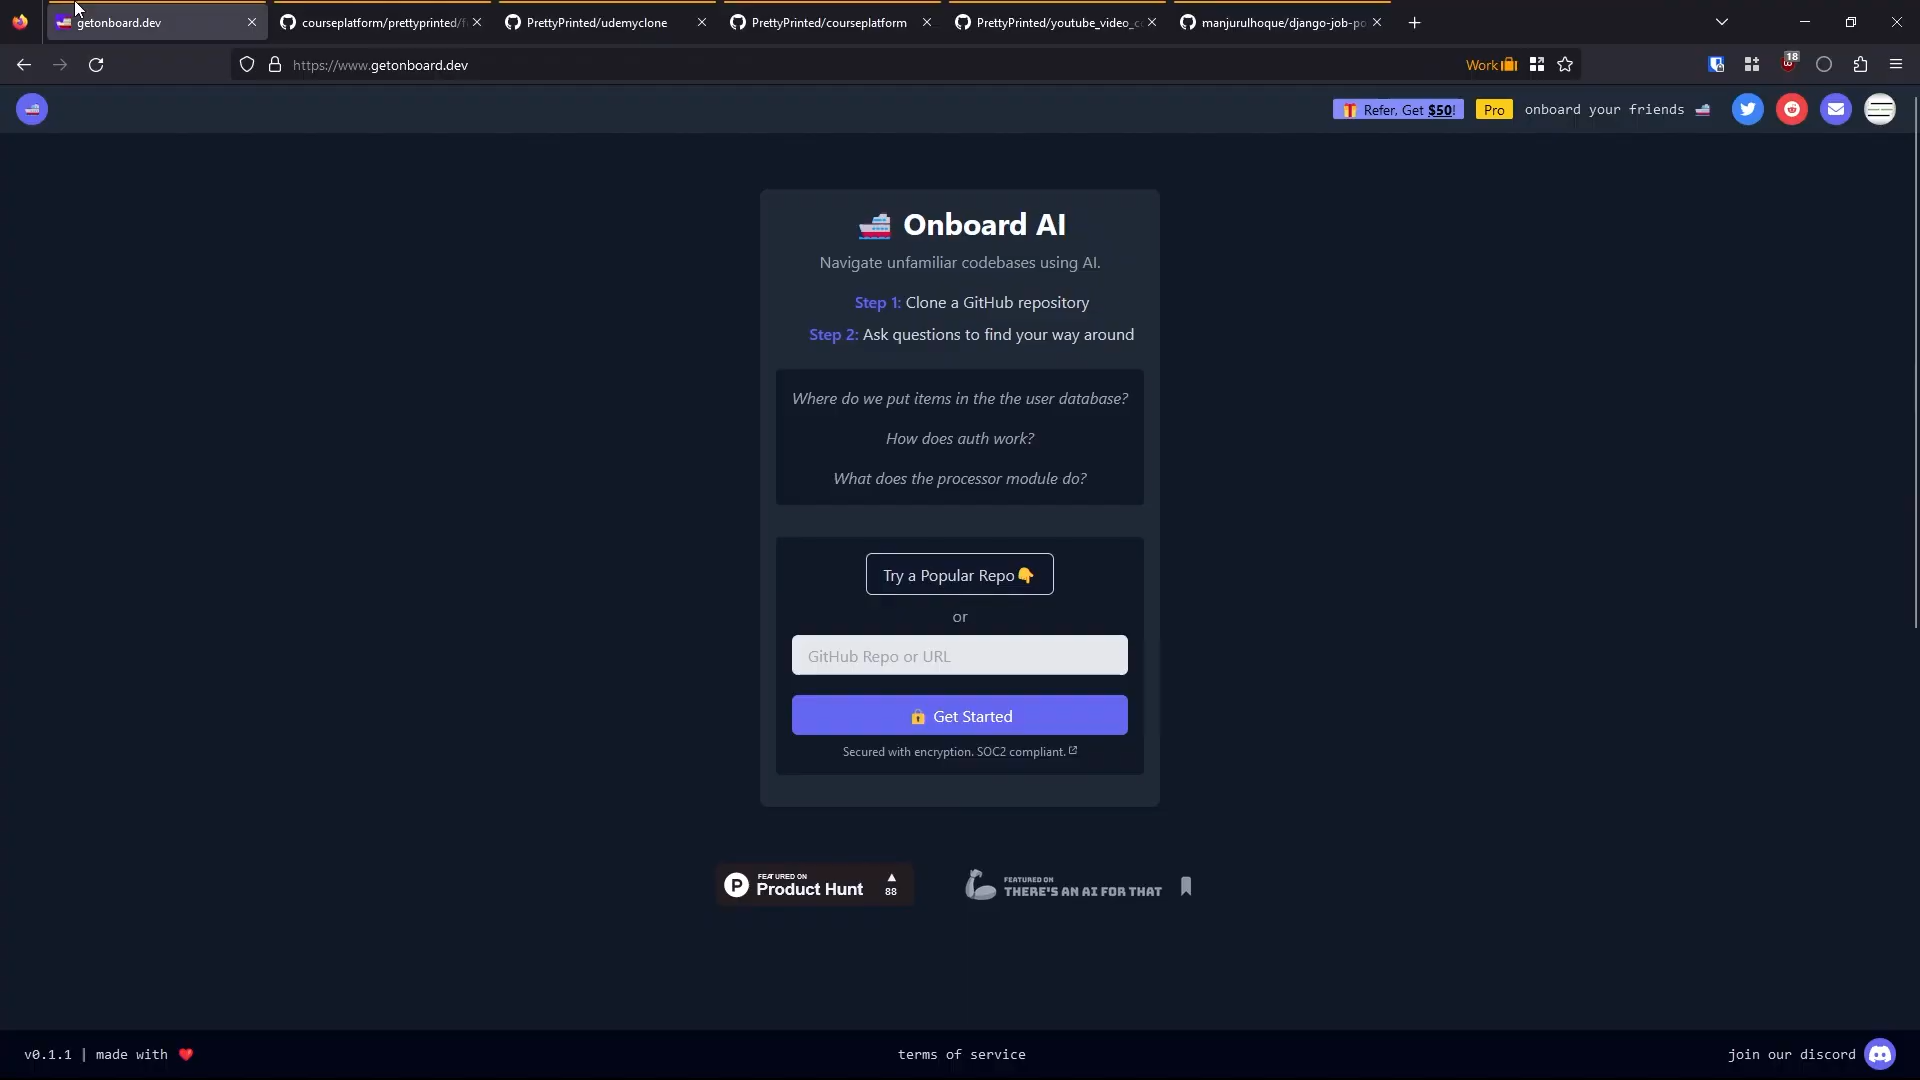 getonboard.dev
courseplatform/prettyprinted/
PrettyPrinted/udemyclone
PrettyPrinted/courseplatform
PrettyPrinted/youtube_video_c
manjurulhoque/django-job-po
https://www.getonboard.dev
Work
18
Refer, Get $50!
Pro
onboard your friends
Onboard AI
Navigate unfamiliar codebases using AI.
Step 1: Clone a GitHub repository
Step 2: Ask questions to find your way around
Where do we put items in the the user database?
How does auth work?
What does the processor module do?
Try a Popular Repo
or
GitHub Repo or URL
Get Started
Secured with encryption. SOC2 compliant.
P
FEATURED ON
Product Hunt
88
FEATURED ON
THERE'S AN AI FOR THAT
v0.1.1 | made with
terms of service
join our discord